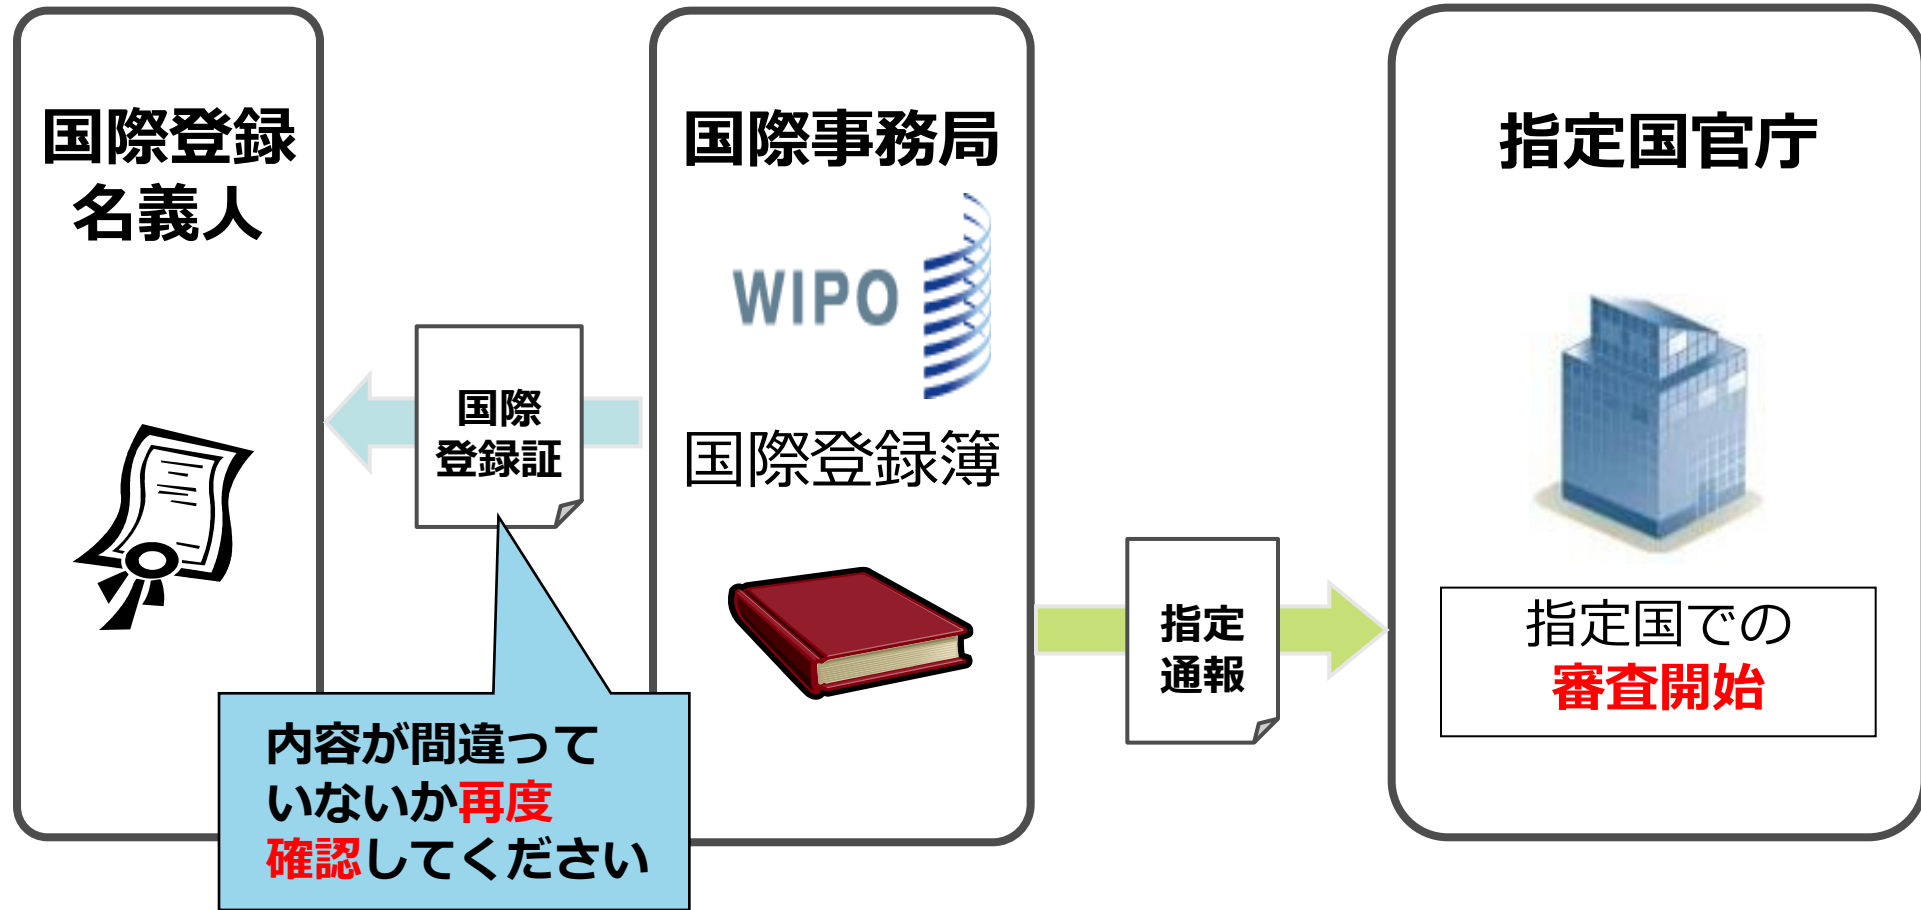 国際登録
名義人
国際
登録証
内容が間違って
いないか再度
確認してください
国際事務局
WIPO
国際登録簿
指定
通報
指定国官庁
指定国での
審査開始